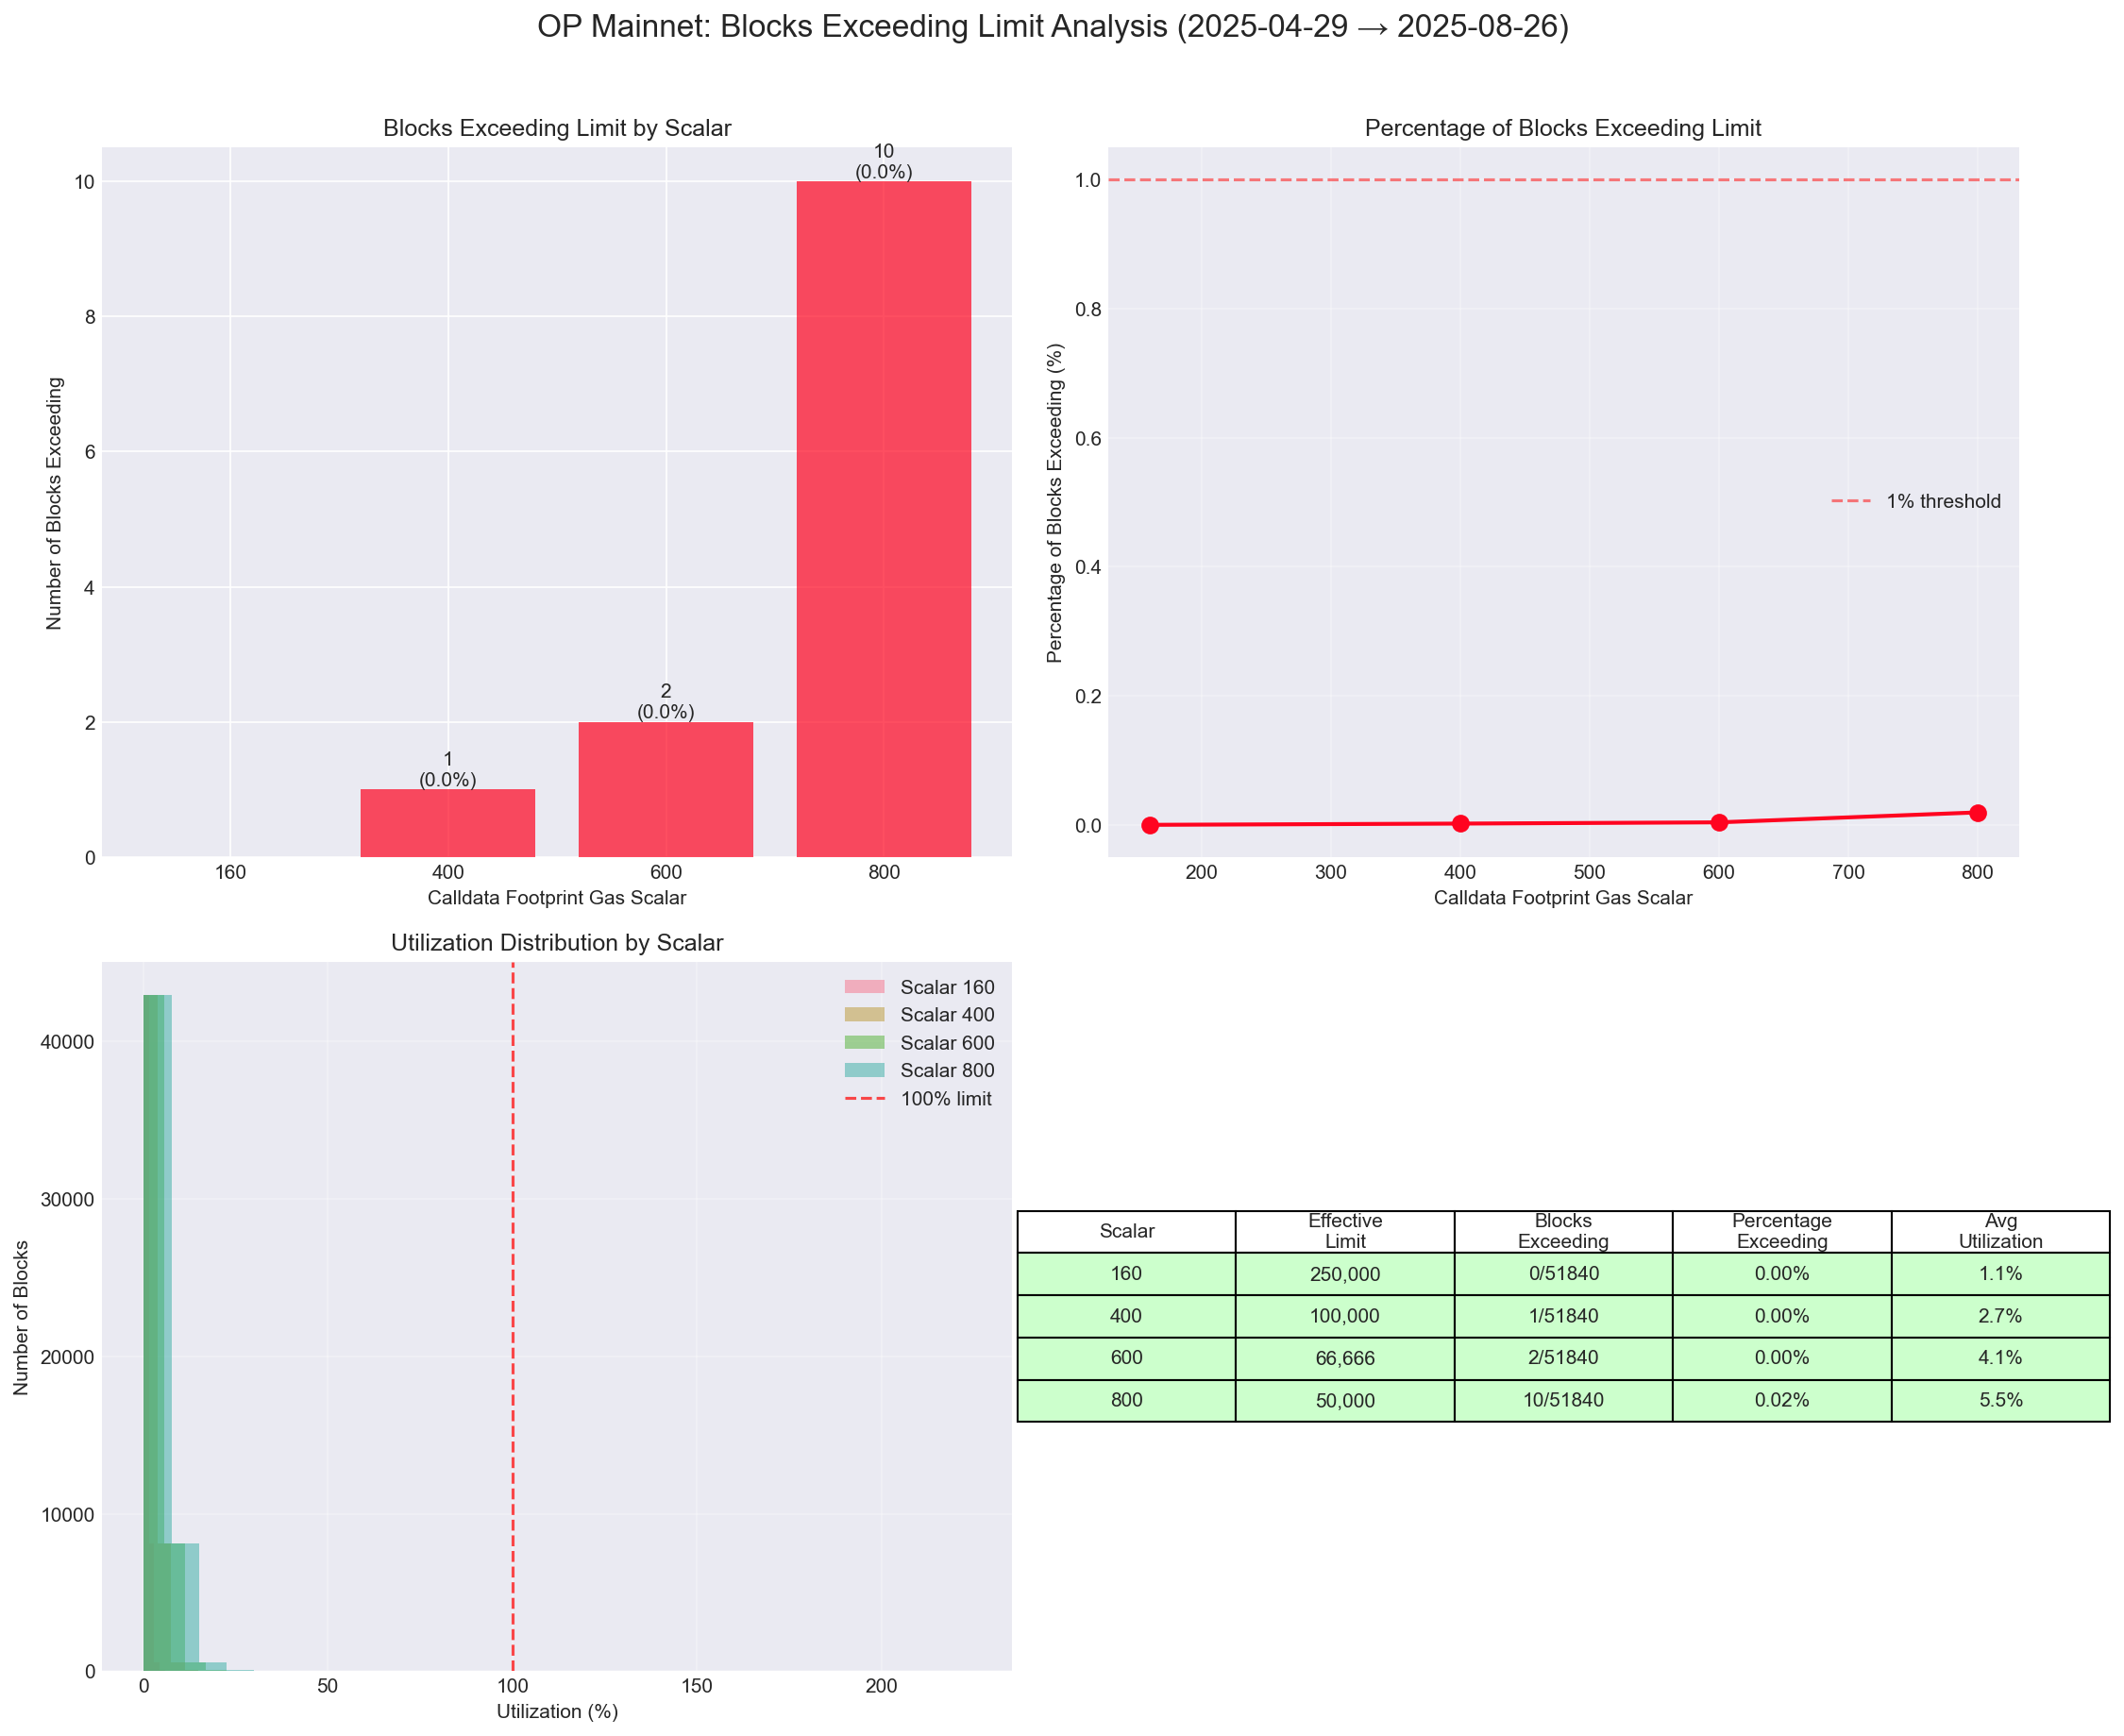 OP Mainnet: Blocks Exceeding Limit Analysis (2025-04-29 → 2025-08-26)
Blocks Exceeding Limit by Scalar
Number of Blocks Exceeding
10
8
6
4
2
0
1
(0.0%)
2
(0.0%)
10
(0.0%)
160 400 600 800
Calldata Footprint Gas Scalar
Percentage of Blocks Exceeding Limit
Percentage of Blocks Exceeding (%)
1.0
0.8
0.6
0.4
0.2
0.0
1% threshold
200 300 400 500 600 700 800
Calldata Footprint Gas Scalar
Utilization Distribution by Scalar
Number of Blocks
40000
30000
20000
10000
0
Scalar 160
Scalar 400
Scalar 600
Scalar 800
100% limit
0 50 100 150 200
Utilization (%)
Scalar Effective Limit Blocks Exceeding Percentage Exceeding Avg Utilization
160 250,000 0/51840 0.00% 1.1%
400 100,000 1/51840 0.00% 2.7%
600 66,666 2/51840 0.00% 4.1%
800 50,000 10/51840 0.02% 5.5%